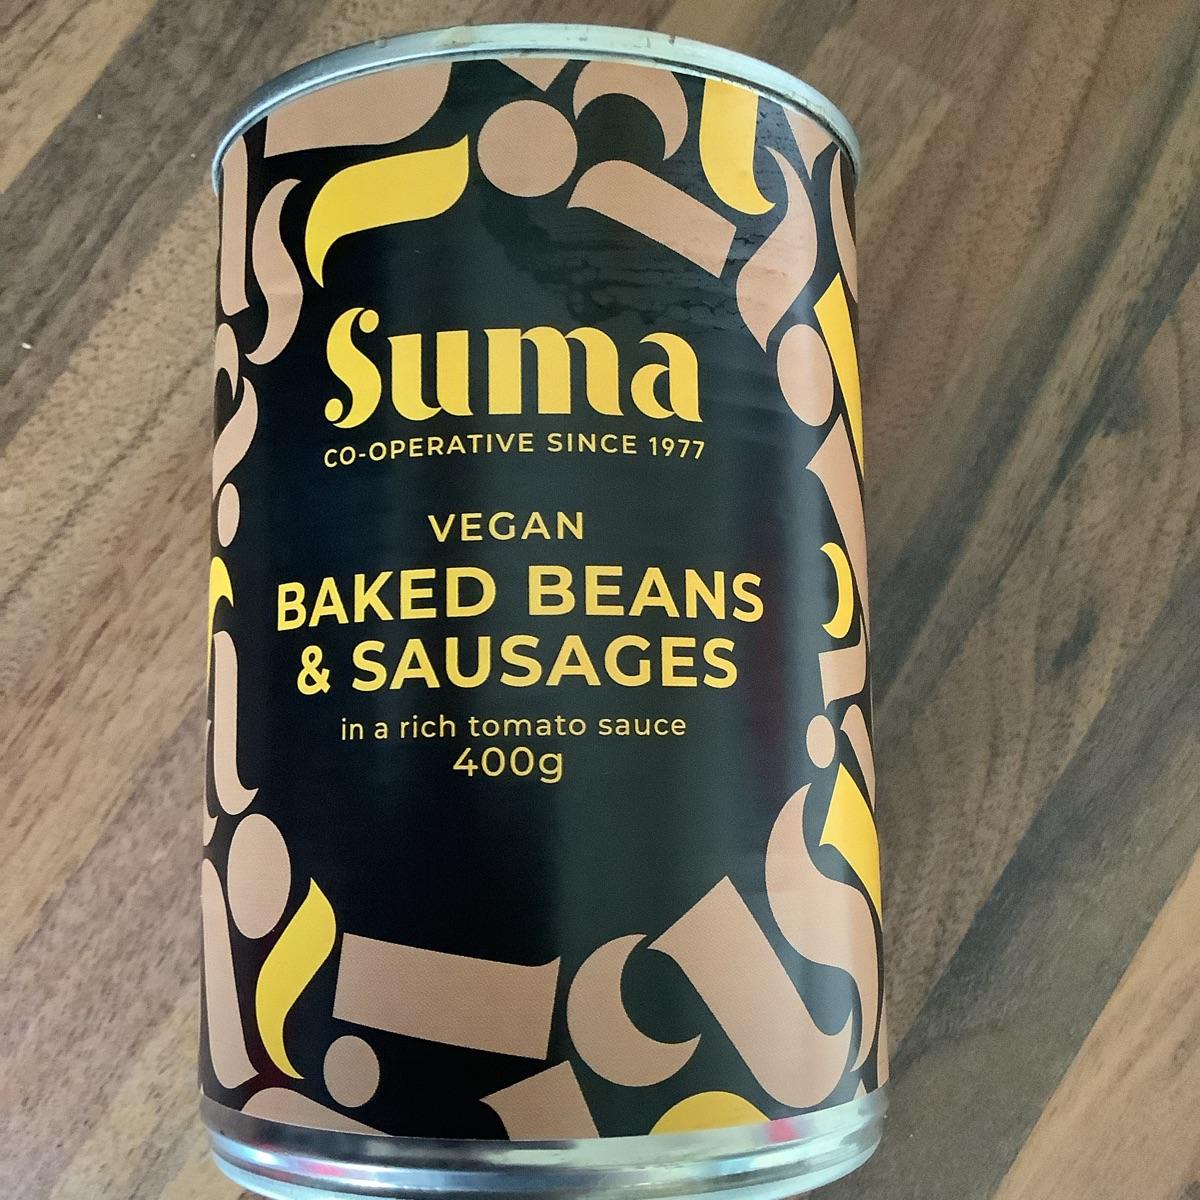 Suma
CO-OPERATIVE SINCE 1977
VEGAN
BAKED BEANS
& SAUSAGES
in a rich tomato sauce
400g